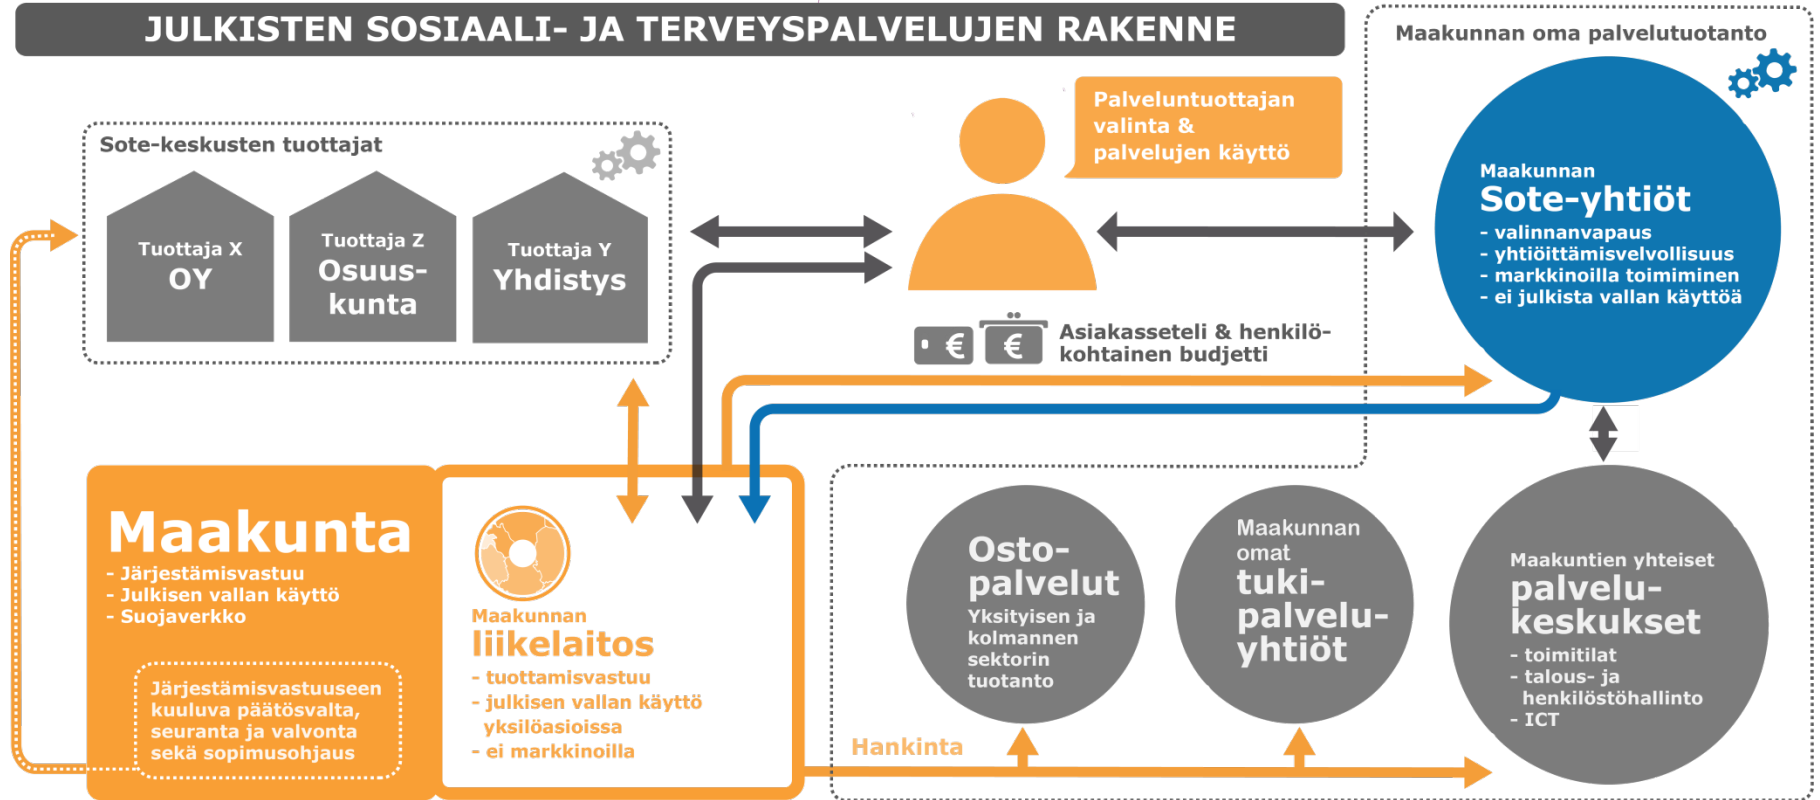 JULKISTEN SOSIAALI- JA TERVEYSPALVELUJEN RAKENNE
Maakunnan oma palvelutuotanto
Sote-keskusten tuottajat
Tuottaja X
OY
Tuottaja Z
Osuus-
kunta
Tuottaja Y
Yhdistys
Palveluntuottajan
valinta &
palvelujen käyttö
Maakunnan
Sote-yhtiöt
- valinnanvapaus
- yhtiöittämisvelvollisuus
- markkinoilla toimiminen
- ei julkista vallan käyttöä
€
€
Asiakasseteli & henkilö-
kohtainen budjetti
Maakunta
- Järjestämisvastuu
- Julkisen vallan käyttö
- Suojaverkko
Järjestämisvastuuseen
kuuluva päätösvalta,
seuranta ja valvonta
sekä sopimusohjaus
Maakunnan
liikelaitos
- tuottamisvastuu
- julkisen vallan käyttö
yksilöasioissa
- ei markkinoilla
Hankinta
Osto-
palvelut
Yksityisen ja
kolmannen
sektorin
tuotanto
Maakunnan
omat
tuki-
palvelu-
yhtiöt
Maakuntien yhteiset
palvelu-
keskukset
- toimitilat
- talous- ja
henkilöstöhallinto
- ICT